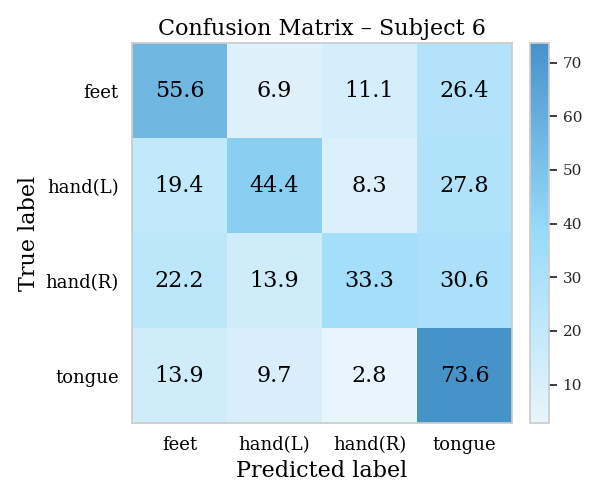 Confusion Matrix – Subject 6
True label
feet 55.6 6.9 11.1 26.4
hand(L) 19.4 44.4 8.3 27.8
hand(R) 22.2 13.9 33.3 30.6
tongue 13.9 9.7 2.8 73.6
feet hand(L) hand(R) tongue
Predicted label
70
60
50
40
30
20
10